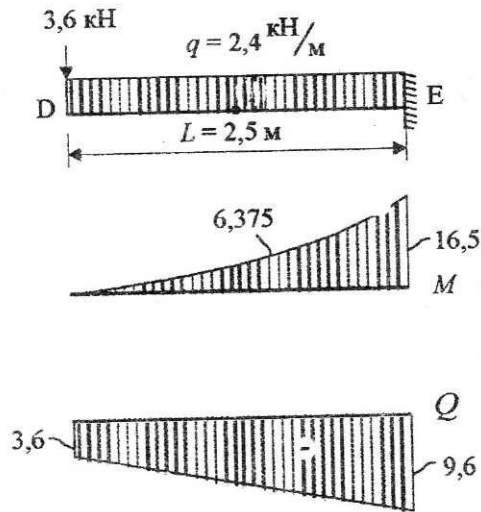 3,6 кН
q = 2,4 кН/м
D
E
L = 2,5 м
6,375
16,5
M
Q
3,6
-
9,6